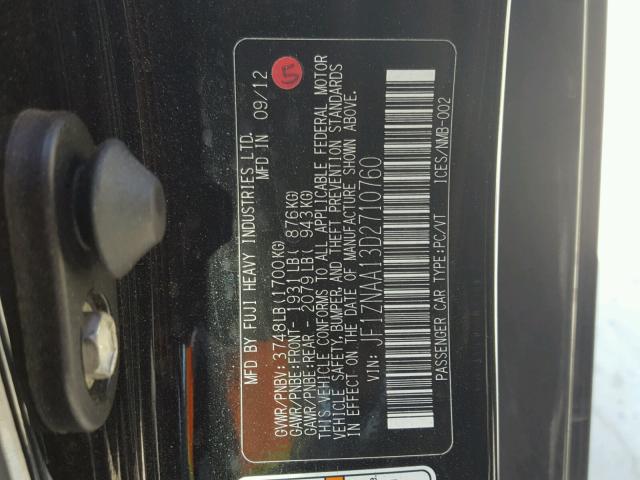 MFD BY FUJI HEAVY INDUSTRIES LTD.
MFD IN 09/12
GVWR/PNBV: 3748LB(1700KG)
GAWR/PNBE:FRONT- 1931LB( 876KG)
GAWR/PNBE:REAR - 2079LB( 943KG)
THIS VEHICLE CONFORMS TO ALL APPLICABLE FEDERAL MOTOR
VEHICLE SAFETY, BUMPER, AND THEFT PREVENTION STANDARDS
IN EFFECT ON THE DATE OF MANUFACTURE SHOWN ABOVE.
VIN: JF1ZNAA13D2710760
PASSENGER CAR TYPE:PC/VT ICES/NMB-002